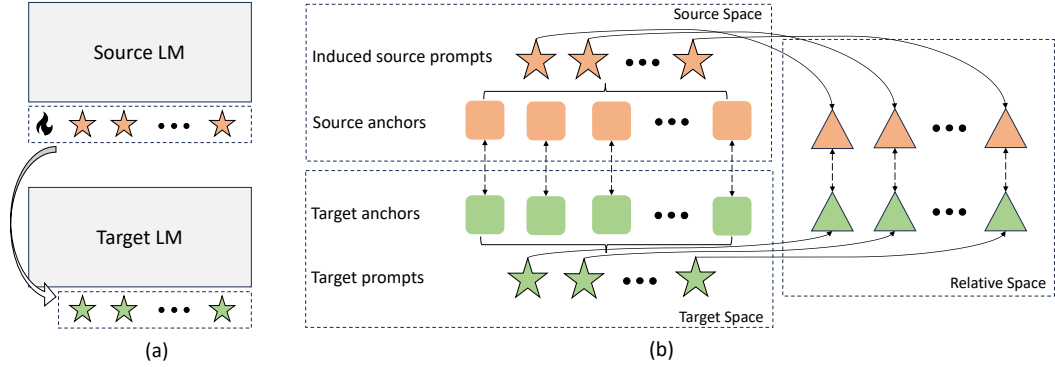 Source LM
Target LM
(a)
Source Space
Induced source prompts
Source anchors
Target anchors
Target prompts
Relative Space
Target Space
(b)